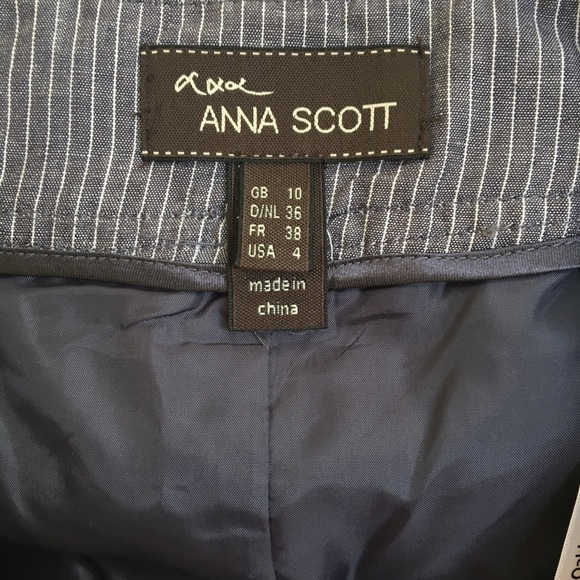 ANNA SCOTT
GB 10
D/NL 36
FR 38
USA 4
made in
china